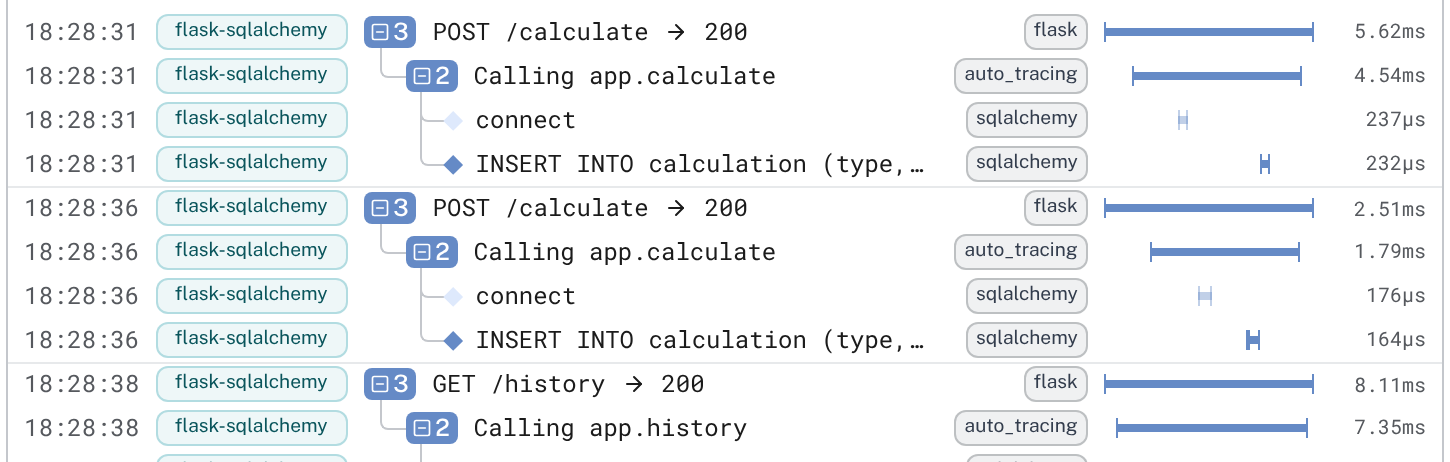 18:28:31 flask-sqlalchemy 3 POST /calculate → 200 flask 5.62ms
18:28:31 flask-sqlalchemy 2 Calling app.calculate auto_tracing 4.54ms
18:28:31 flask-sqlalchemy connect sqlalchemy 237µs
18:28:31 flask-sqlalchemy INSERT INTO calculation (type,… sqlalchemy 232µs
18:28:36 flask-sqlalchemy 3 POST /calculate → 200 flask 2.51ms
18:28:36 flask-sqlalchemy 2 Calling app.calculate auto_tracing 1.79ms
18:28:36 flask-sqlalchemy connect sqlalchemy 176µs
18:28:36 flask-sqlalchemy INSERT INTO calculation (type,… sqlalchemy 164µs
18:28:38 flask-sqlalchemy 3 GET /history → 200 flask 8.11ms
18:28:38 flask-sqlalchemy 2 Calling app.history auto_tracing 7.35ms